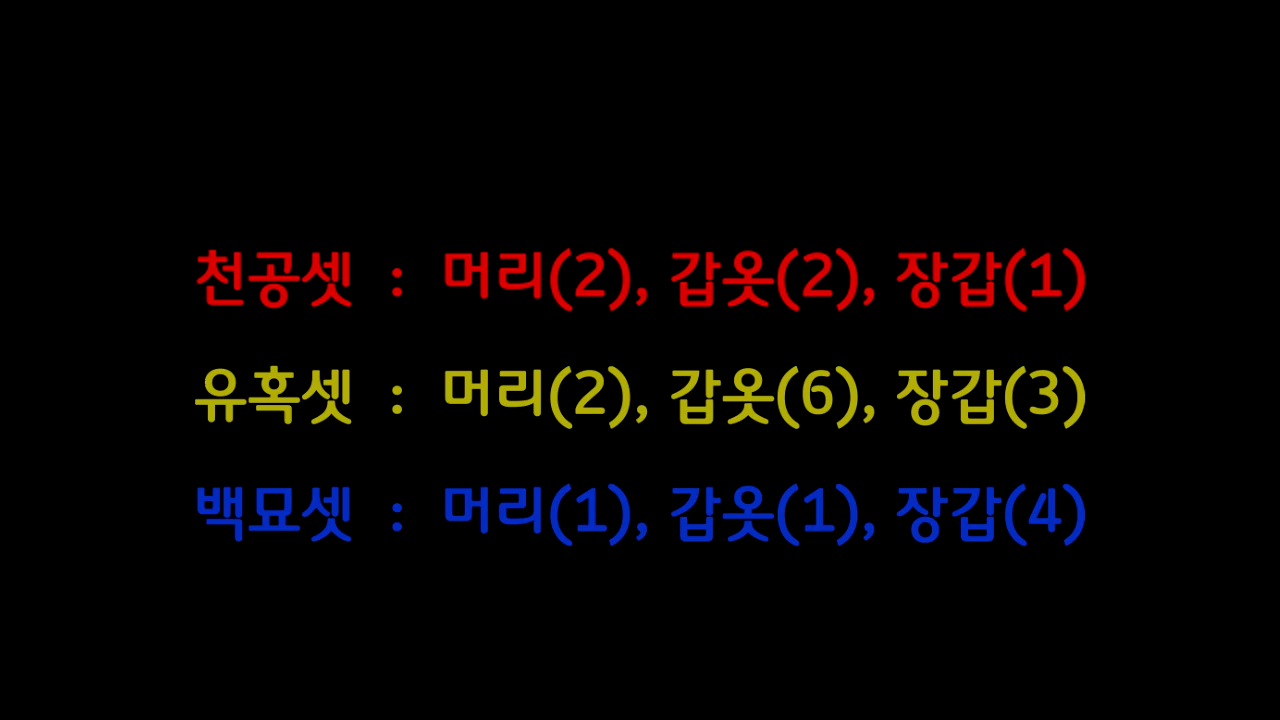 천공셋 : 머리(2), 갑옷(2), 장갑(1)
유혹셋 : 머리(2), 갑옷(6), 장갑(3)
백묘셋 : 머리(1), 갑옷(1), 장갑(4)